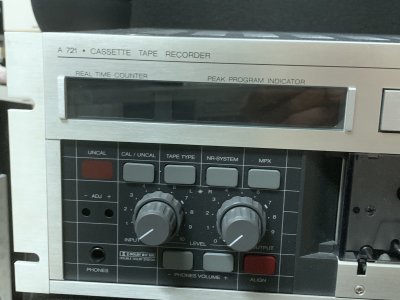 A 721 • CASSETTE TAPE RECORDER
REAL TIME COUNTER PEAK PROGRAM INDICATOR
UNCAL CAL / UNCAL TAPE TYPE NR-SYSTEM MPX
- ADJ +
L R
INPUT LEVEL OUTPUT
DOLBY
PHONES - PHONES VOLUME + ALIGN